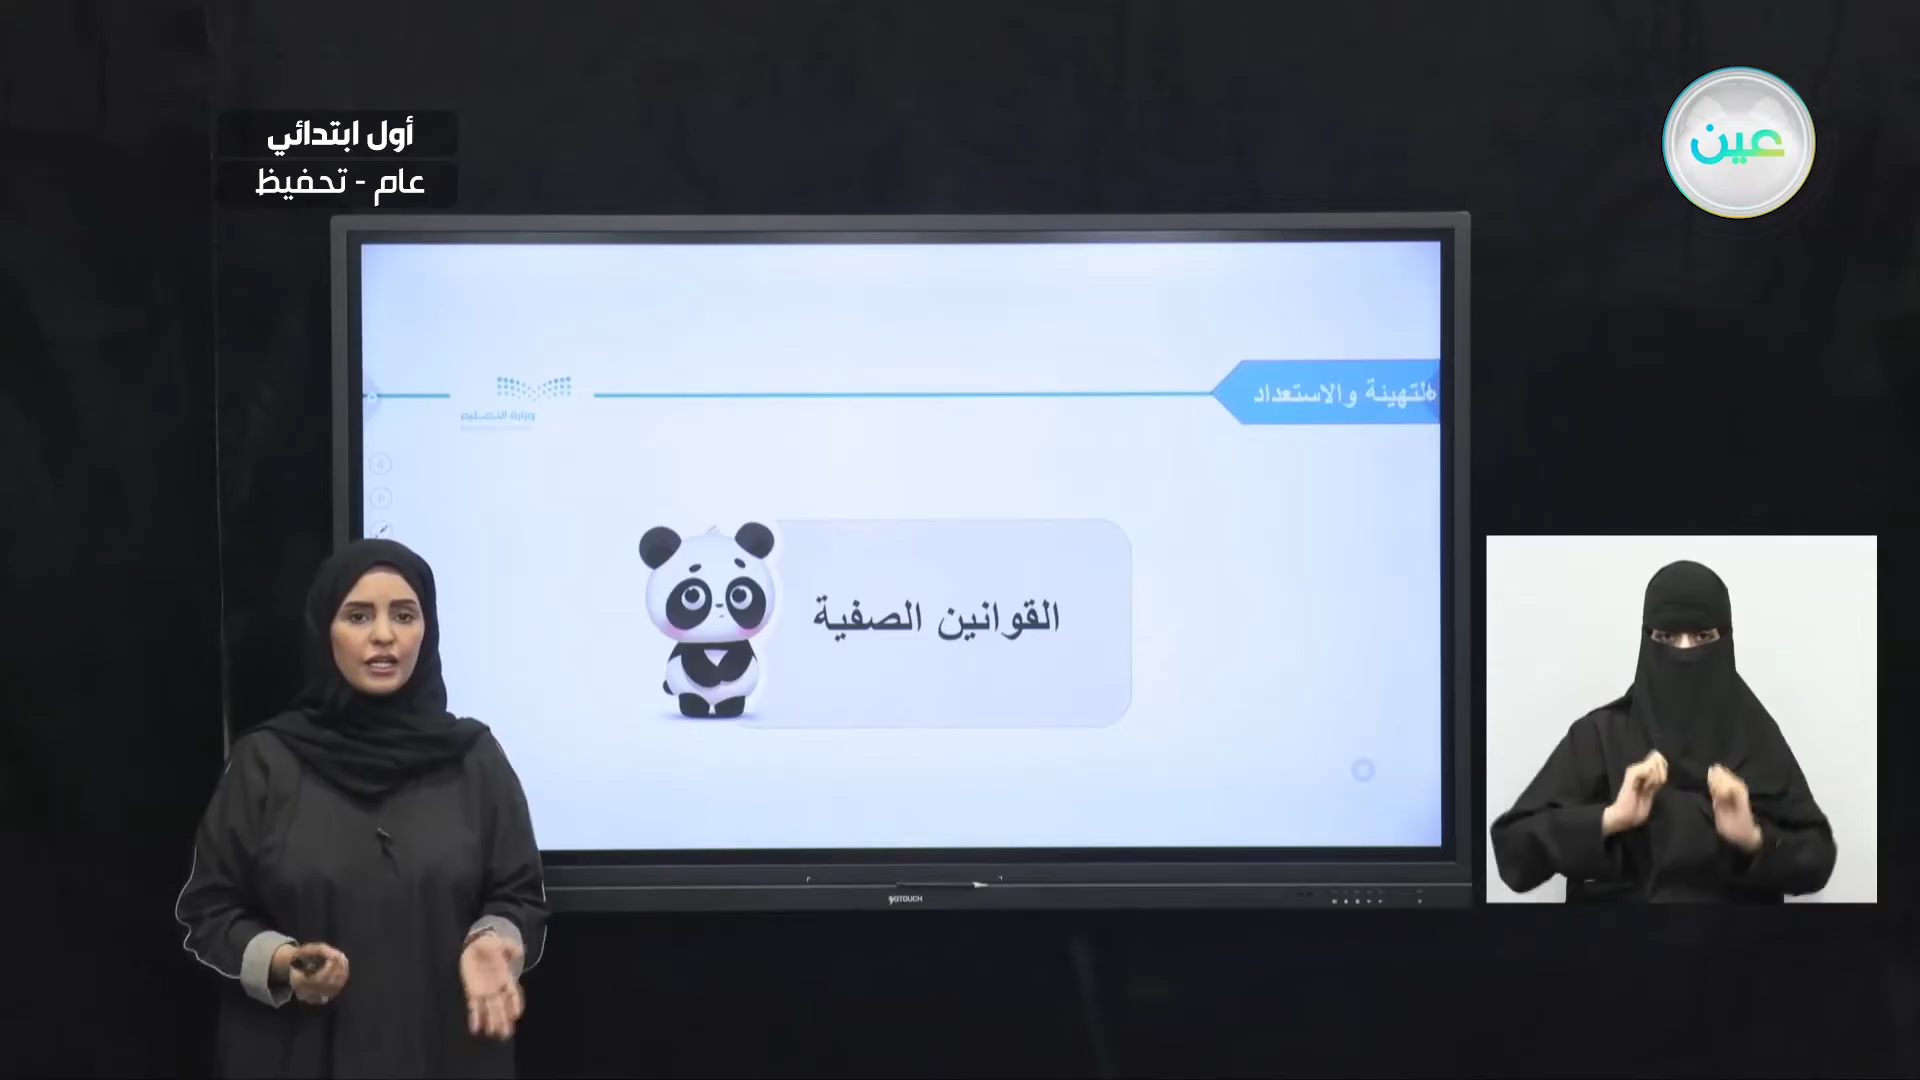 أول ابتدائي
عام - تحفيظ
عين
التهيئة والاستعداد
وزارة التعليم
القوانين الصفية